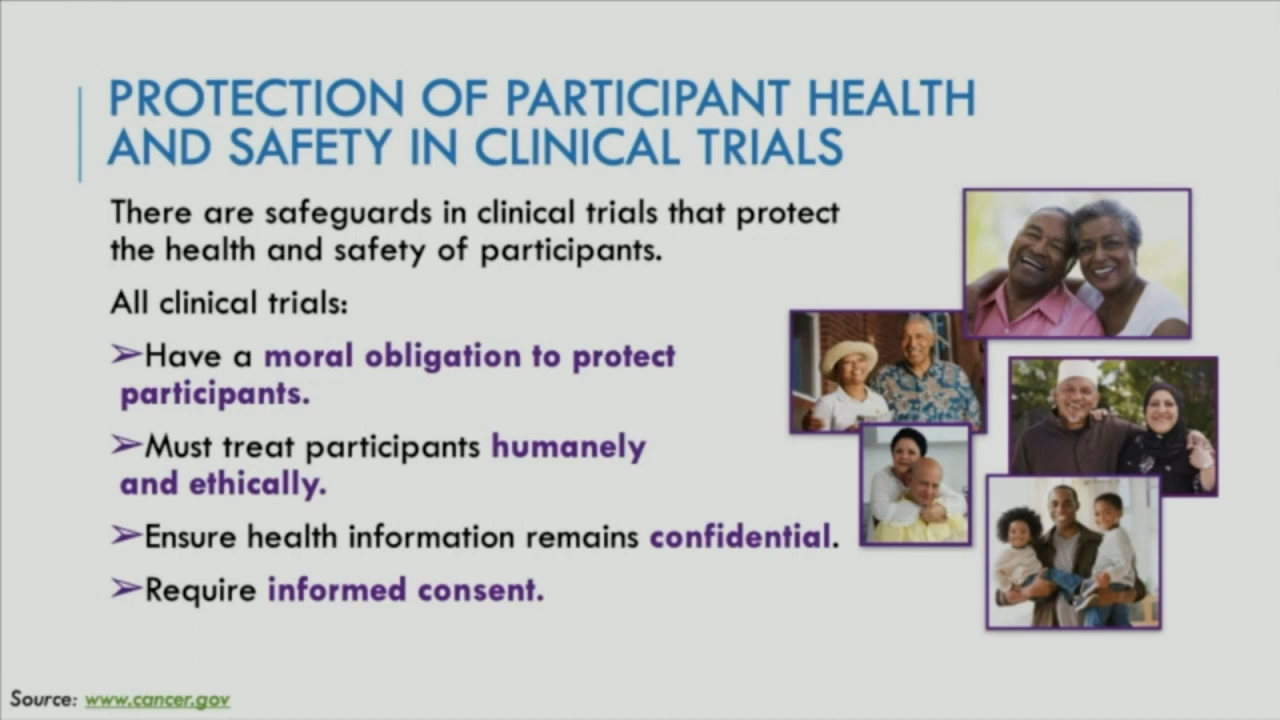 PROTECTION OF PARTICIPANT HEALTH
AND SAFETY IN CLINICAL TRIALS
There are safeguards in clinical trials that protect
the health and safety of participants.
All clinical trials:
➢Have a moral obligation to protect
participants.
➢Must treat participants humanely
and ethically.
➢Ensure health information remains confidential.
➢Require informed consent.
Source: www.cancer.gov